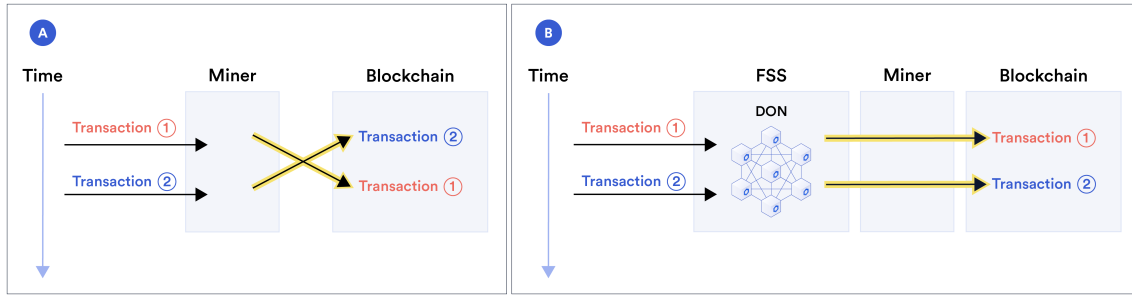 A
Time
Miner
Blockchain
Transaction 1
Transaction 2
Transaction 2
Transaction 1
B
Time
FSS
Miner
Blockchain
DON
Transaction 1
Transaction 1
Transaction 2
Transaction 2